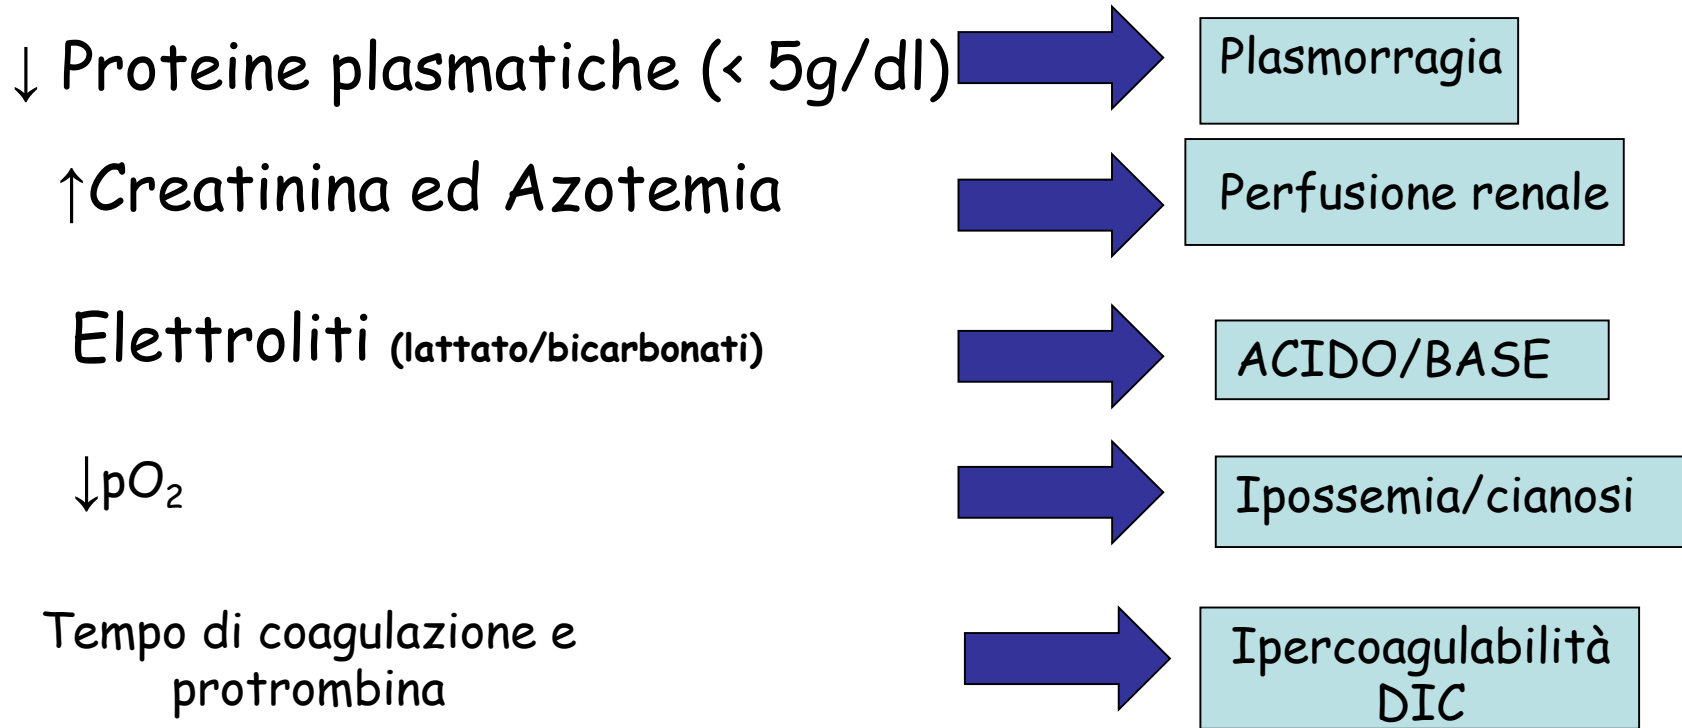 ↓ Proteine plasmatiche (< 5g/dl)
Plasmorragia
↑Creatinina ed Azotemia
Perfusione renale
Elettroliti (lattato/bicarbonati)
ACIDO/BASE
↓pO₂
Ipossemia/cianosi
Tempo di coagulazione e
protrombina
Ipercoagulabilità
DIC